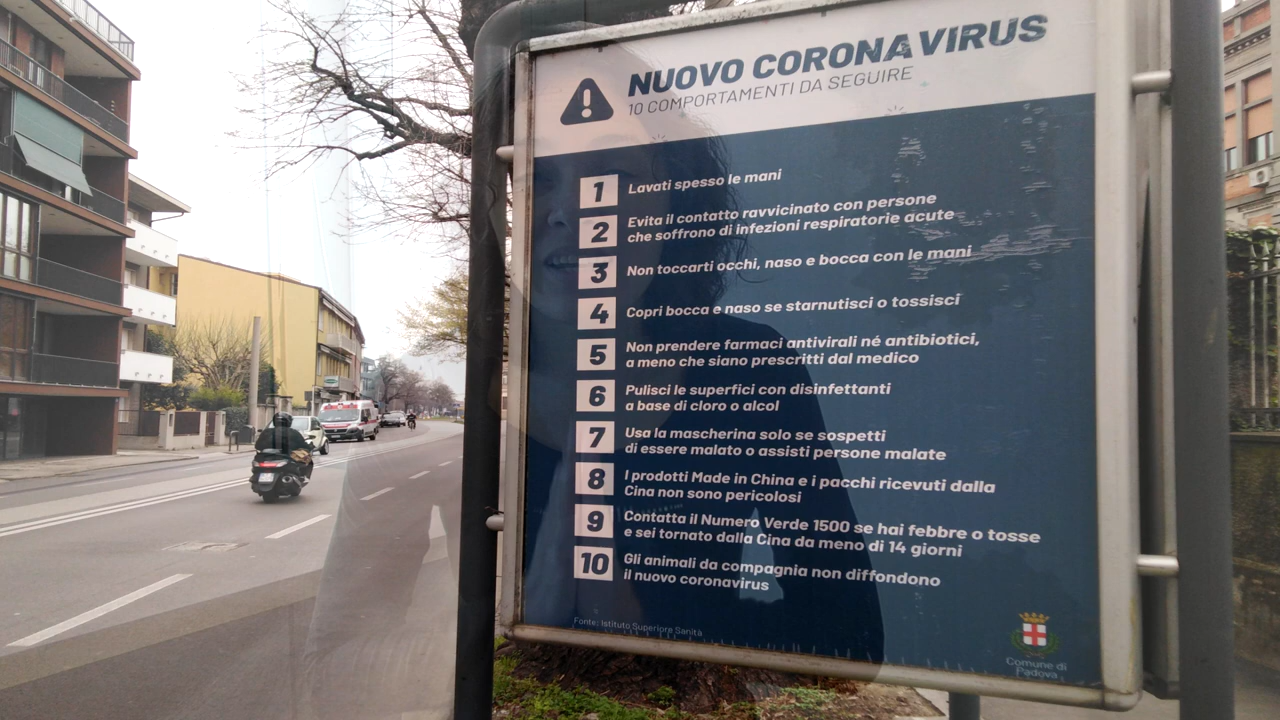 NUOVO CORONAVIRUS
10 COMPORTAMENTI DA SEGUIRE
1 Lavati spesso le mani
2 Evita il contatto ravvicinato con persone
che soffrono di infezioni respiratorie acute
3 Non toccarti occhi, naso e bocca con le mani
4 Copri bocca e naso se starnutisci o tossisci
5 Non prendere farmaci antivirali né antibiotici,
a meno che siano prescritti dal medico
6 Pulisci le superfici con disinfettanti
a base di cloro o alcol
7 Usa la mascherina solo se sospetti
di essere malato o assisti persone malate
8 I prodotti Made in China e i pacchi ricevuti dalla
Cina non sono pericolosi
9 Contatta il Numero Verde 1500 se hai febbre o tosse
e sei tornato dalla Cina da meno di 14 giorni
10 Gli animali da compagnia non diffondono
il nuovo coronavirus
Fonte: Istituto Superiore Sanità
Comune di
Padova